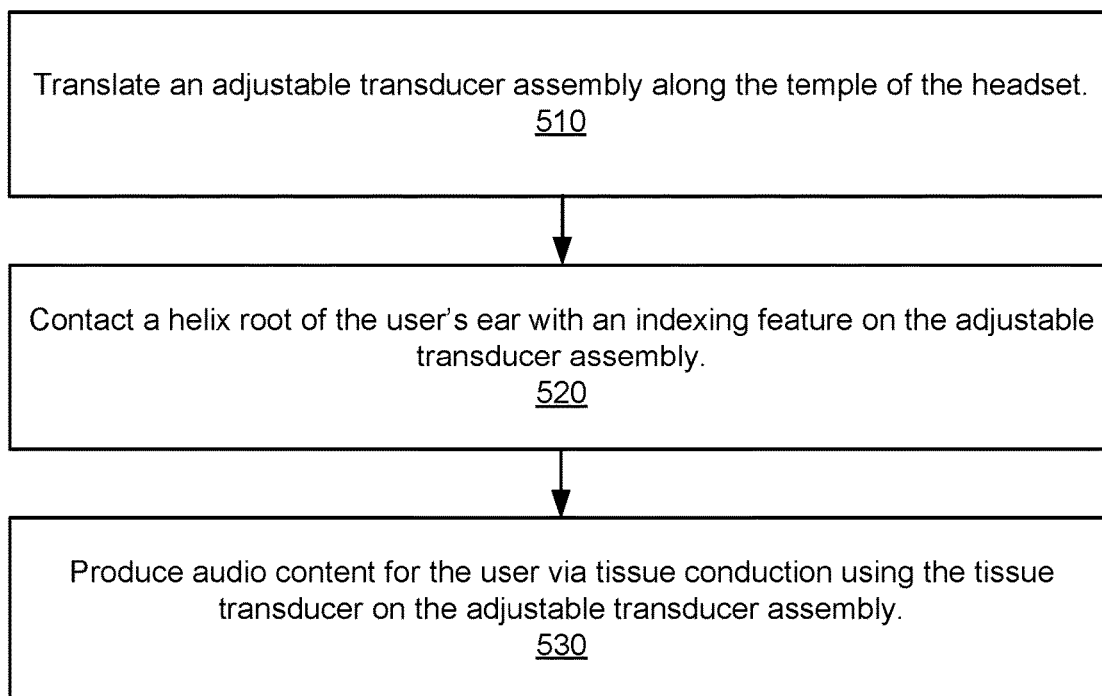 Translate an adjustable transducer assembly along the temple of the headset.
510
Contact a helix root of the user's ear with an indexing feature on the adjustable
transducer assembly.
520
Produce audio content for the user via tissue conduction using the tissue
transducer on the adjustable transducer assembly.
530